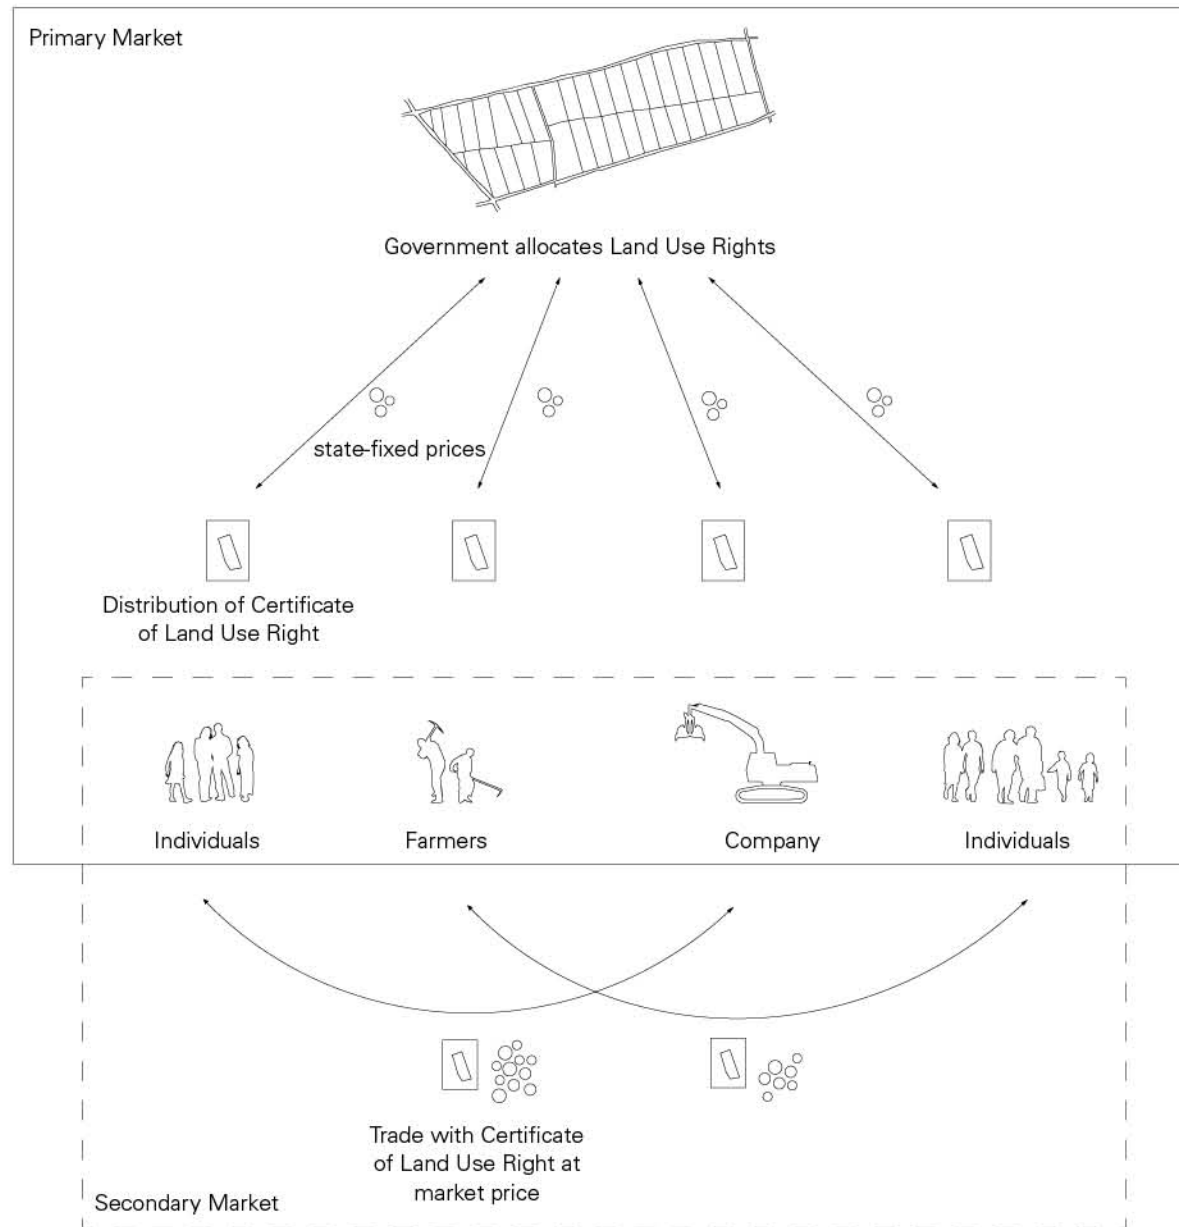 Primary Market
Government allocates Land Use Rights
state-fixed prices
Distribution of Certificate
of Land Use Right
Individuals
Farmers
Company
Individuals
Trade with Certificate
of Land Use Right at
market price
Secondary Market